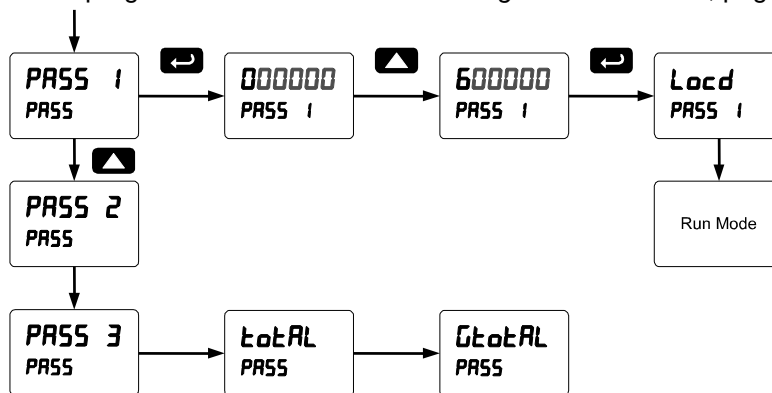 PASS 1
PASS
000000
PASS 1
600000
PASS 1
Locd
PASS 1
PASS 2
PASS
Run Mode
PASS 3
PASS
totAL
PASS
GtotAL
PASS